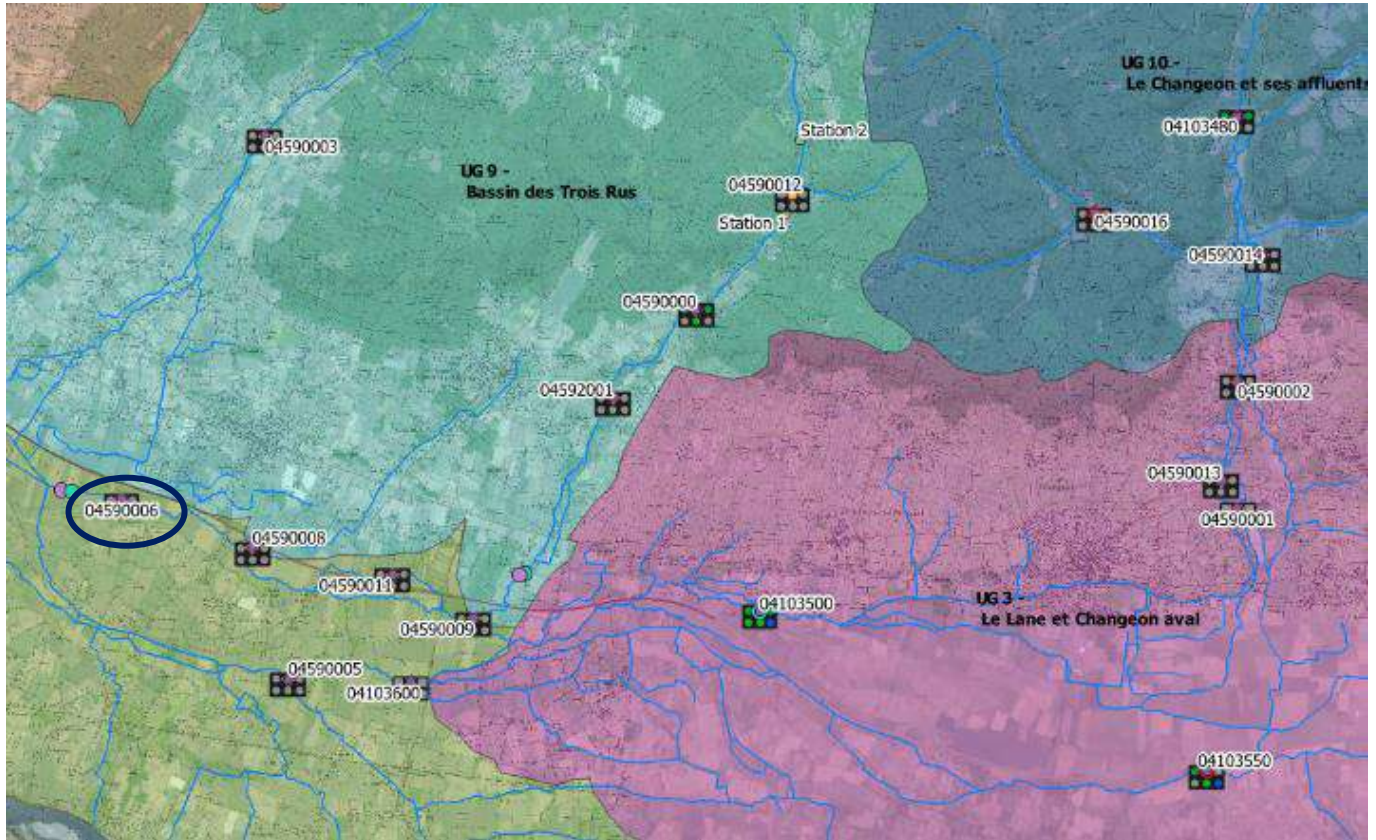 UG 10 -
Le Changeon et ses affluents
04103480
Station 2
04590003
UG 9 -
Bassin des Trois Rus
04590012
Station 1
04590016
04590014
04590000
04592001
04590002
04590013
04590001
04590006
04590008
04590011
04590009
04103500
UG 3 -
Le Lane et Changeon aval
04590005
04103600
04103550